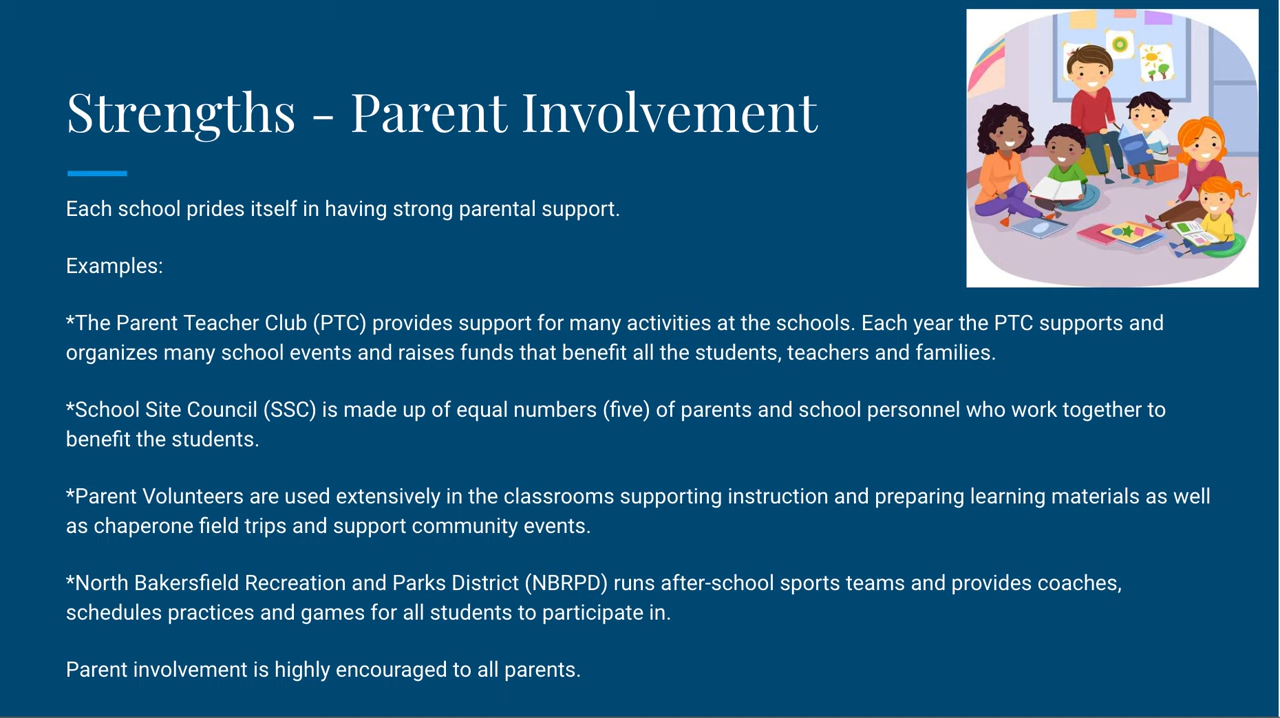 Strengths - Parent Involvement
Each school prides itself in having strong parental support.
Examples:
*The Parent Teacher Club (PTC) provides support for many activities at the schools. Each year the PTC supports and
organizes many school events and raises funds that benefit all the students, teachers and families.
*School Site Council (SSC) is made up of equal numbers (five) of parents and school personnel who work together to
benefit the students.
*Parent Volunteers are used extensively in the classrooms supporting instruction and preparing learning materials as well
as chaperone field trips and support community events.
*North Bakersfield Recreation and Parks District (NBRPD) runs after-school sports teams and provides coaches,
schedules practices and games for all students to participate in.
Parent involvement is highly encouraged to all parents.